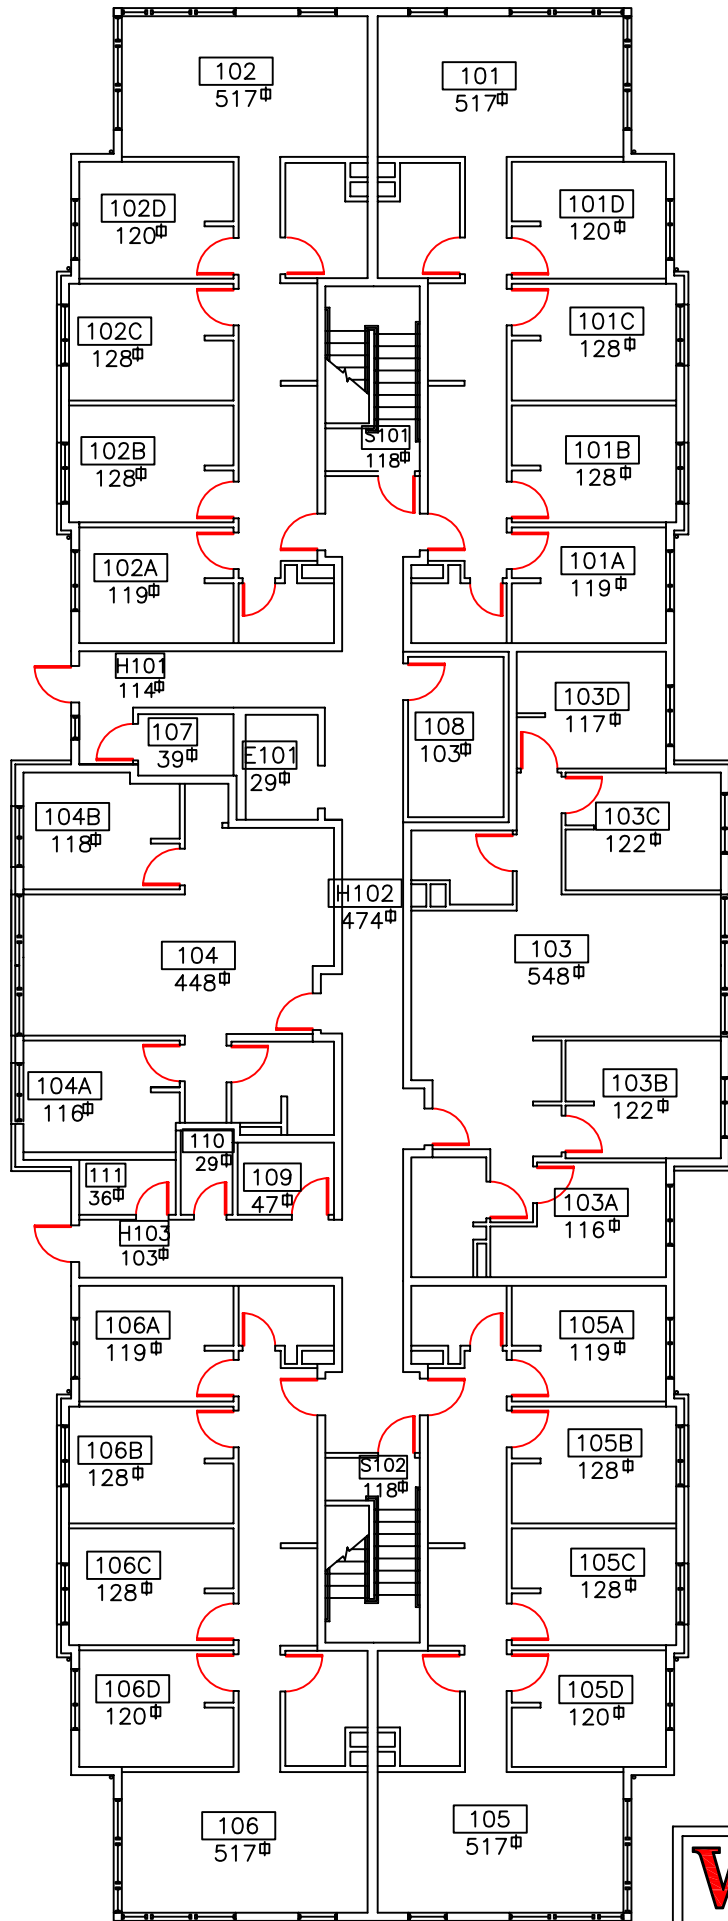 102
517⌷
101
517⌷
102D
120⌷
101D
120⌷
102C
128⌷
101C
128⌷
S101
118⌷
102B
128⌷
101B
128⌷
102A
119⌷
101A
119⌷
H101
114⌷
107
39⌷
E101
29⌷
108
103⌷
103D
117⌷
104B
118⌷
103C
122⌷
H102
474⌷
104
448⌷
103
548⌷
104A
116⌷
103B
122⌷
110
29⌷
111
36⌷
109
47⌷
103A
116⌷
H103
103⌷
106A
119⌷
105A
119⌷
106B
128⌷
105B
128⌷
S102
118⌷
106C
128⌷
105C
128⌷
106D
120⌷
105D
120⌷
106
517⌷
105
517⌷